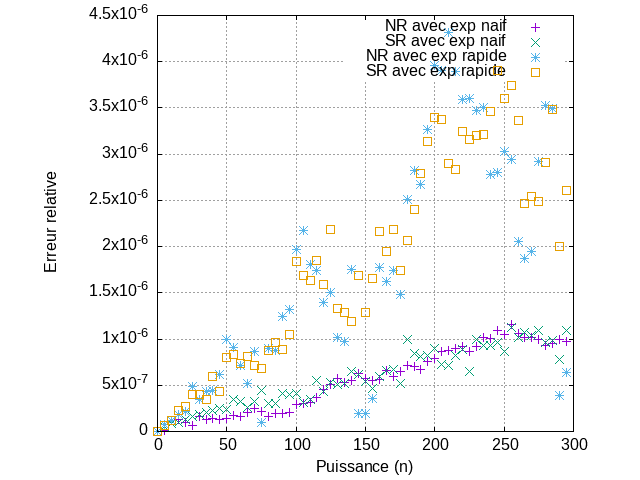 4.5x10-6
4x10-6
3.5x10-6
3x10-6
2.5x10-6
2x10-6
1.5x10-6
1x10-6
5x10-7
0
Erreur relative
NR avec exp naif
SR avec exp naif
NR avec exp rapide
SR avec exp rapide
0 50 100 150 200 250 300
Puissance (n)